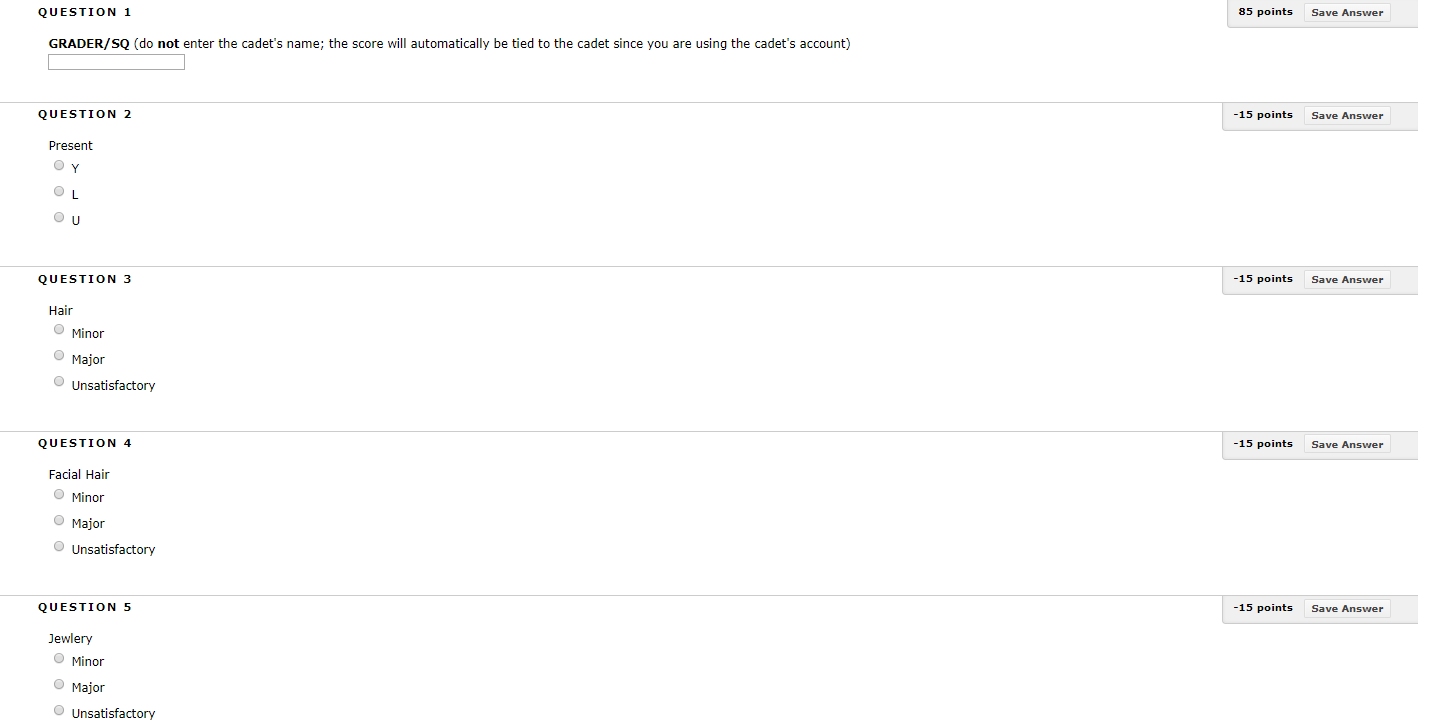 QUESTION 1
85 points Save Answer
GRADER/SQ (do not enter the cadet's name; the score will automatically be tied to the cadet since you are using the cadet's account)
QUESTION 2
-15 points Save Answer
Present
Y
L
U
QUESTION 3
-15 points Save Answer
Hair
Minor
Major
Unsatisfactory
QUESTION 4
-15 points Save Answer
Facial Hair
Minor
Major
Unsatisfactory
QUESTION 5
-15 points Save Answer
Jewlery
Minor
Major
Unsatisfactory